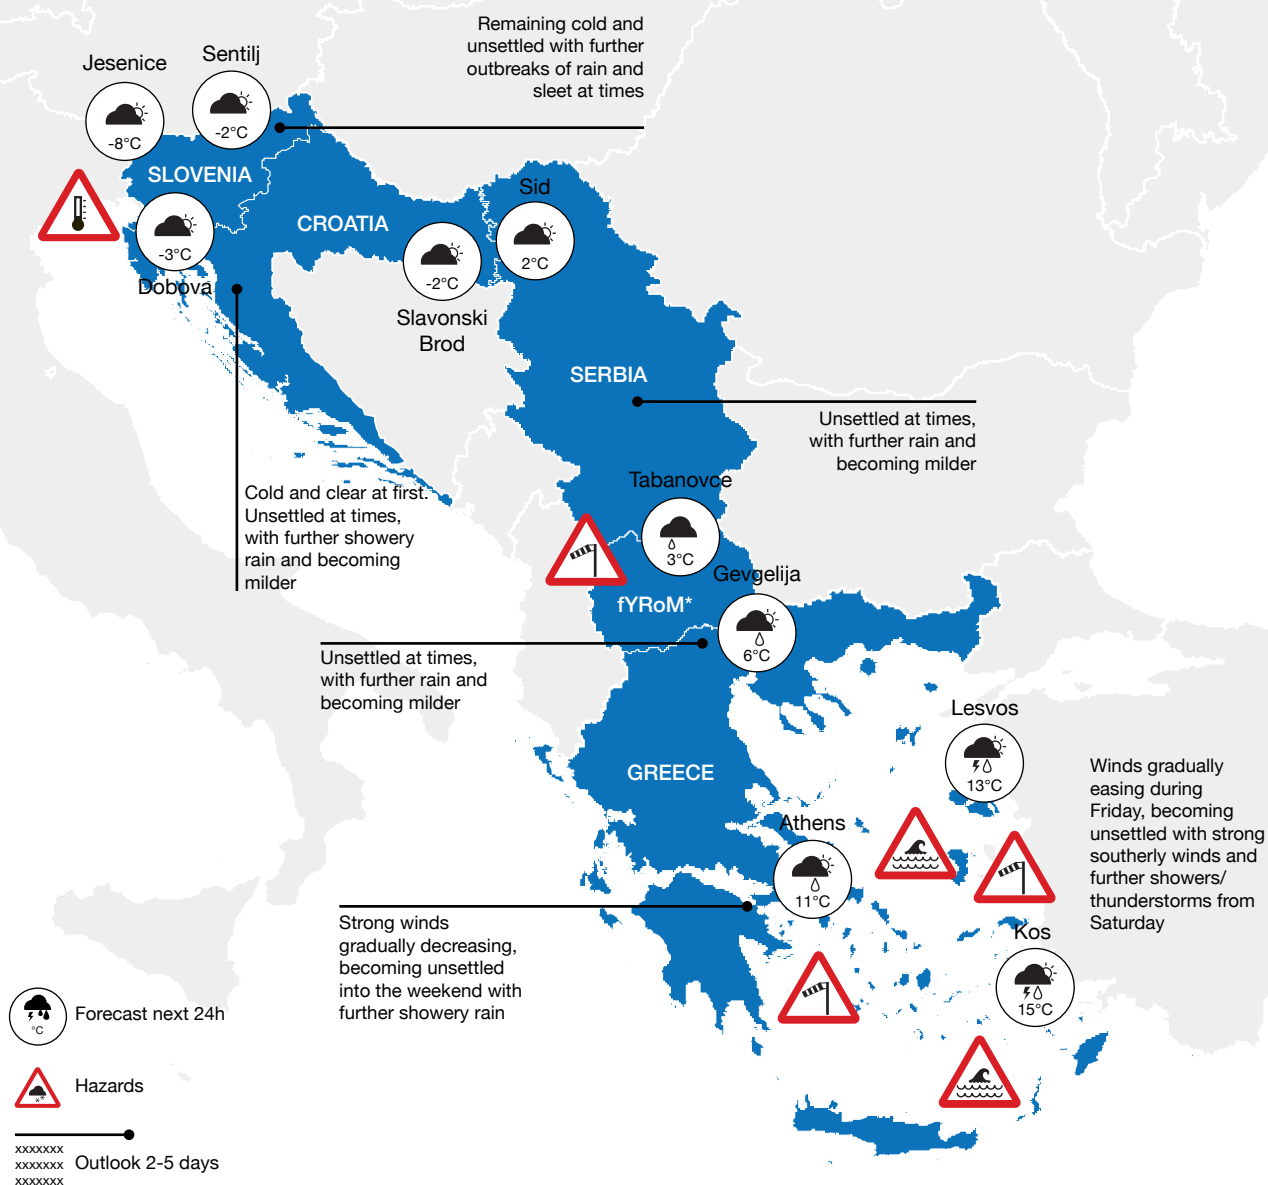 Remaining cold and
unsettled with further
outbreaks of rain and
sleet at times
Jesenice
Sentilj
-8°C
-2°C
SLOVENIA
Sid
CROATIA
-3°C
-2°C
2°C
Dobova
Slavonski
Brod
SERBIA
Unsettled at times,
with further rain and
becoming milder
Cold and clear at first.
Unsettled at times,
with further showery
rain and becoming
milder
Tabanovce
3°C
Gevgelija
fYRoM*
6°C
Unsettled at times,
with further rain and
becoming milder
Lesvos
13°C
GREECE
Winds gradually
easing during
Friday, becoming
unsettled with strong
southerly winds and
further showers/
thunderstorms from
Saturday
Athens
11°C
Strong winds
gradually decreasing,
becoming unsettled
into the weekend with
further showery rain
Kos
15°C
°C
Forecast next 24h
Hazards
xxxxxxx
xxxxxxx
xxxxxxx
Outlook 2-5 days